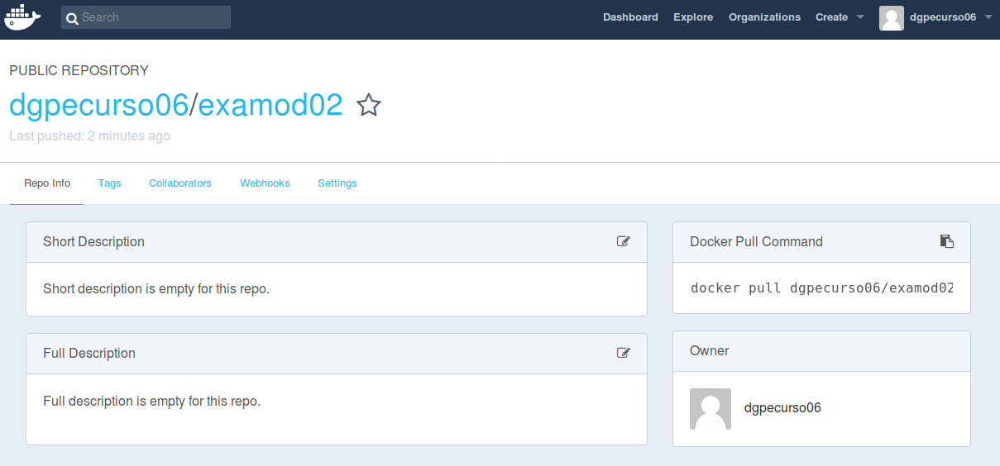 Search
Dashboard Explore Organizations Create dgpecurso06
PUBLIC REPOSITORY
dgpecurso06/examod02
Last pushed: 2 minutes ago
Repo Info Tags Collaborators Webhooks Settings
Short Description
Short description is empty for this repo.
Full Description
Full description is empty for this repo.
Docker Pull Command
docker pull dgpecurso06/examod02
Owner
dgpecurso06